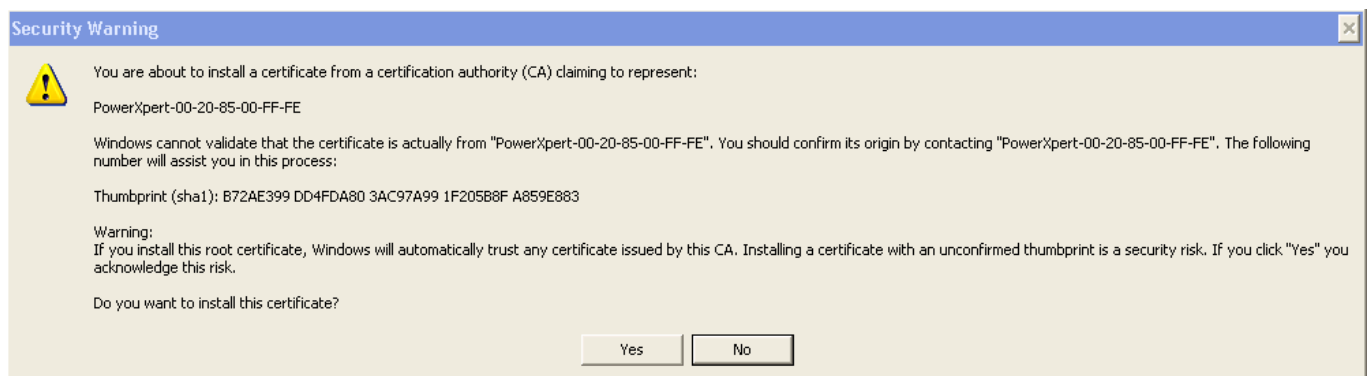 Security Warning
You are about to install a certificate from a certification authority (CA) claiming to represent:
PowerXpert-00-20-85-00-FF-FE
Windows cannot validate that the certificate is actually from "PowerXpert-00-20-85-00-FF-FE". You should confirm its origin by contacting "PowerXpert-00-20-85-00-FF-FE". The following
number will assist you in this process:
Thumbprint (sha1): B72AE399 DD4FDA80 3AC97A99 1F205B8F A859E883
Warning:
If you install this root certificate, Windows will automatically trust any certificate issued by this CA. Installing a certificate with an unconfirmed thumbprint is a security risk. If you click "Yes" you
acknowledge this risk.
Do you want to install this certificate?
Yes No